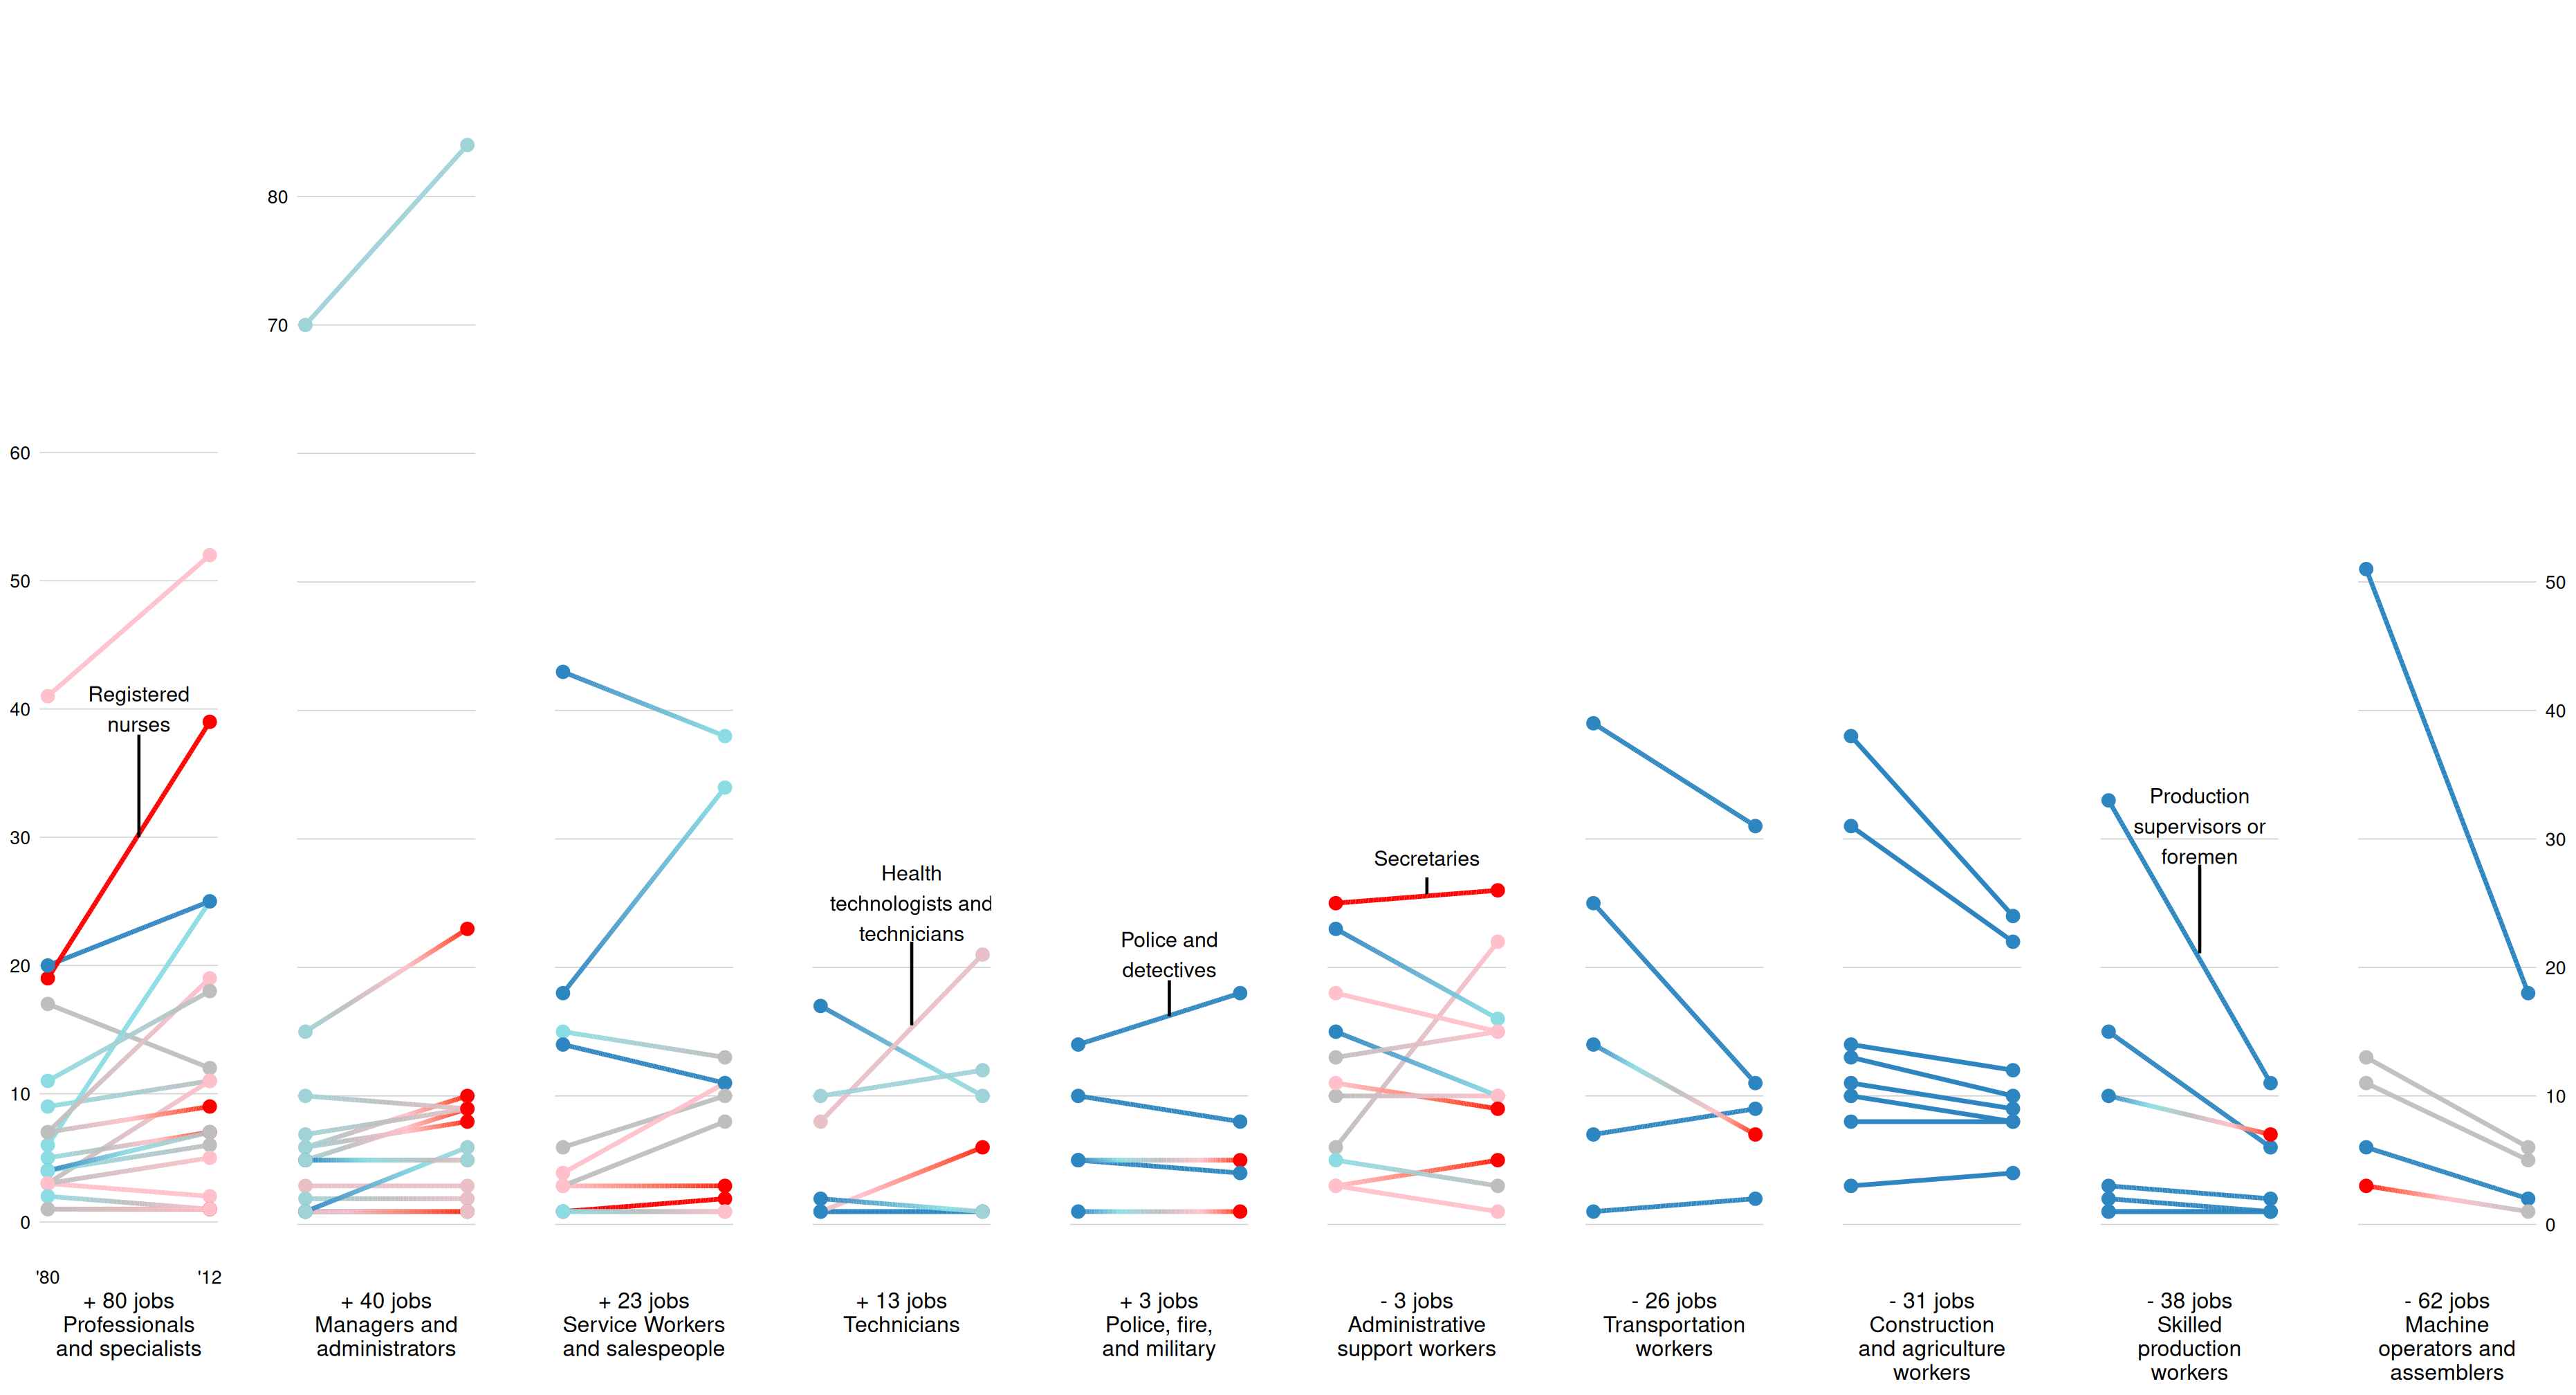 80
70
60
50
40
30
20
10
0
50
40
30
20
10
0
Registered
nurses
Health
technologists and
technicians
Police and
detectives
Secretaries
Production
supervisors or
foremen
'80
'12
+ 80 jobs
Professionals
and specialists
+ 40 jobs
Managers and
administrators
+ 23 jobs
Service Workers
and salespeople
+ 13 jobs
Technicians
+ 3 jobs
Police, fire,
and military
- 3 jobs
Administrative
support workers
- 26 jobs
Transportation
workers
- 31 jobs
Construction
and agriculture
workers
- 38 jobs
Skilled
production
workers
- 62 jobs
Machine
operators and
assemblers